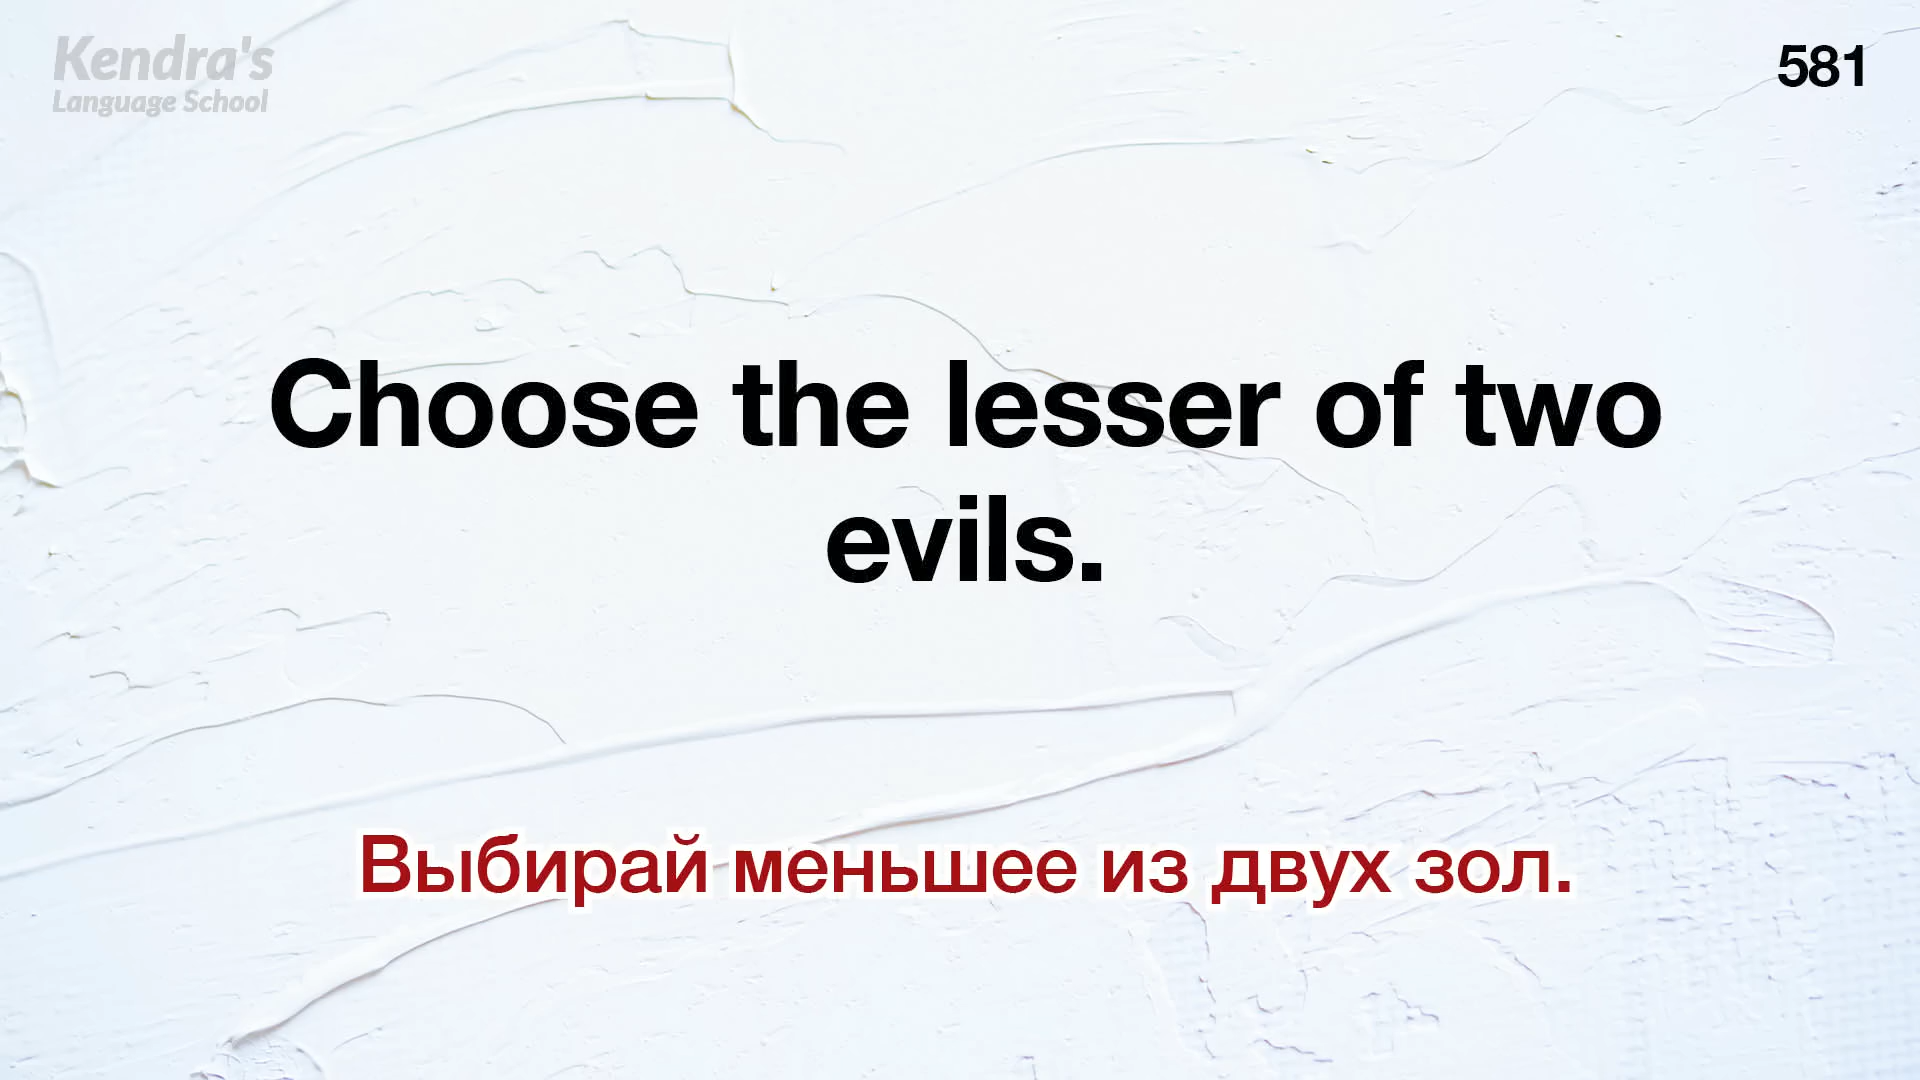 Kendra's
Language School
581
Choose the lesser of two
evils.
Выбирай меньшее из двух зол.